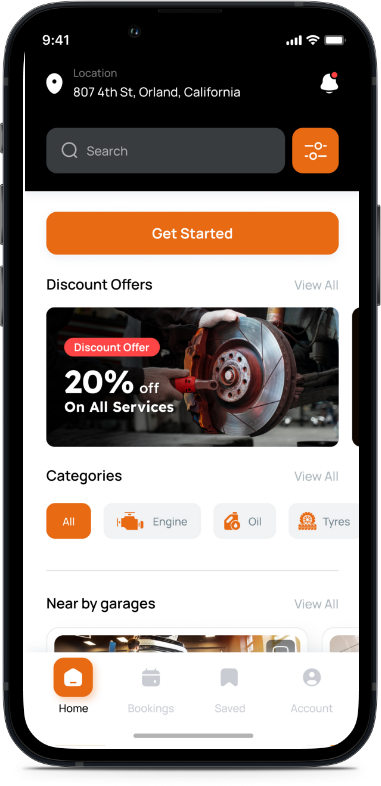 9:41
Location
807 4th St, Orland, California
Search
Get Started
Discount Offers View All
Discount Offer
20% off
On All Services
Categories View All
All Engine Oil Tyres
Near by garages View All
Home Bookings Saved Account